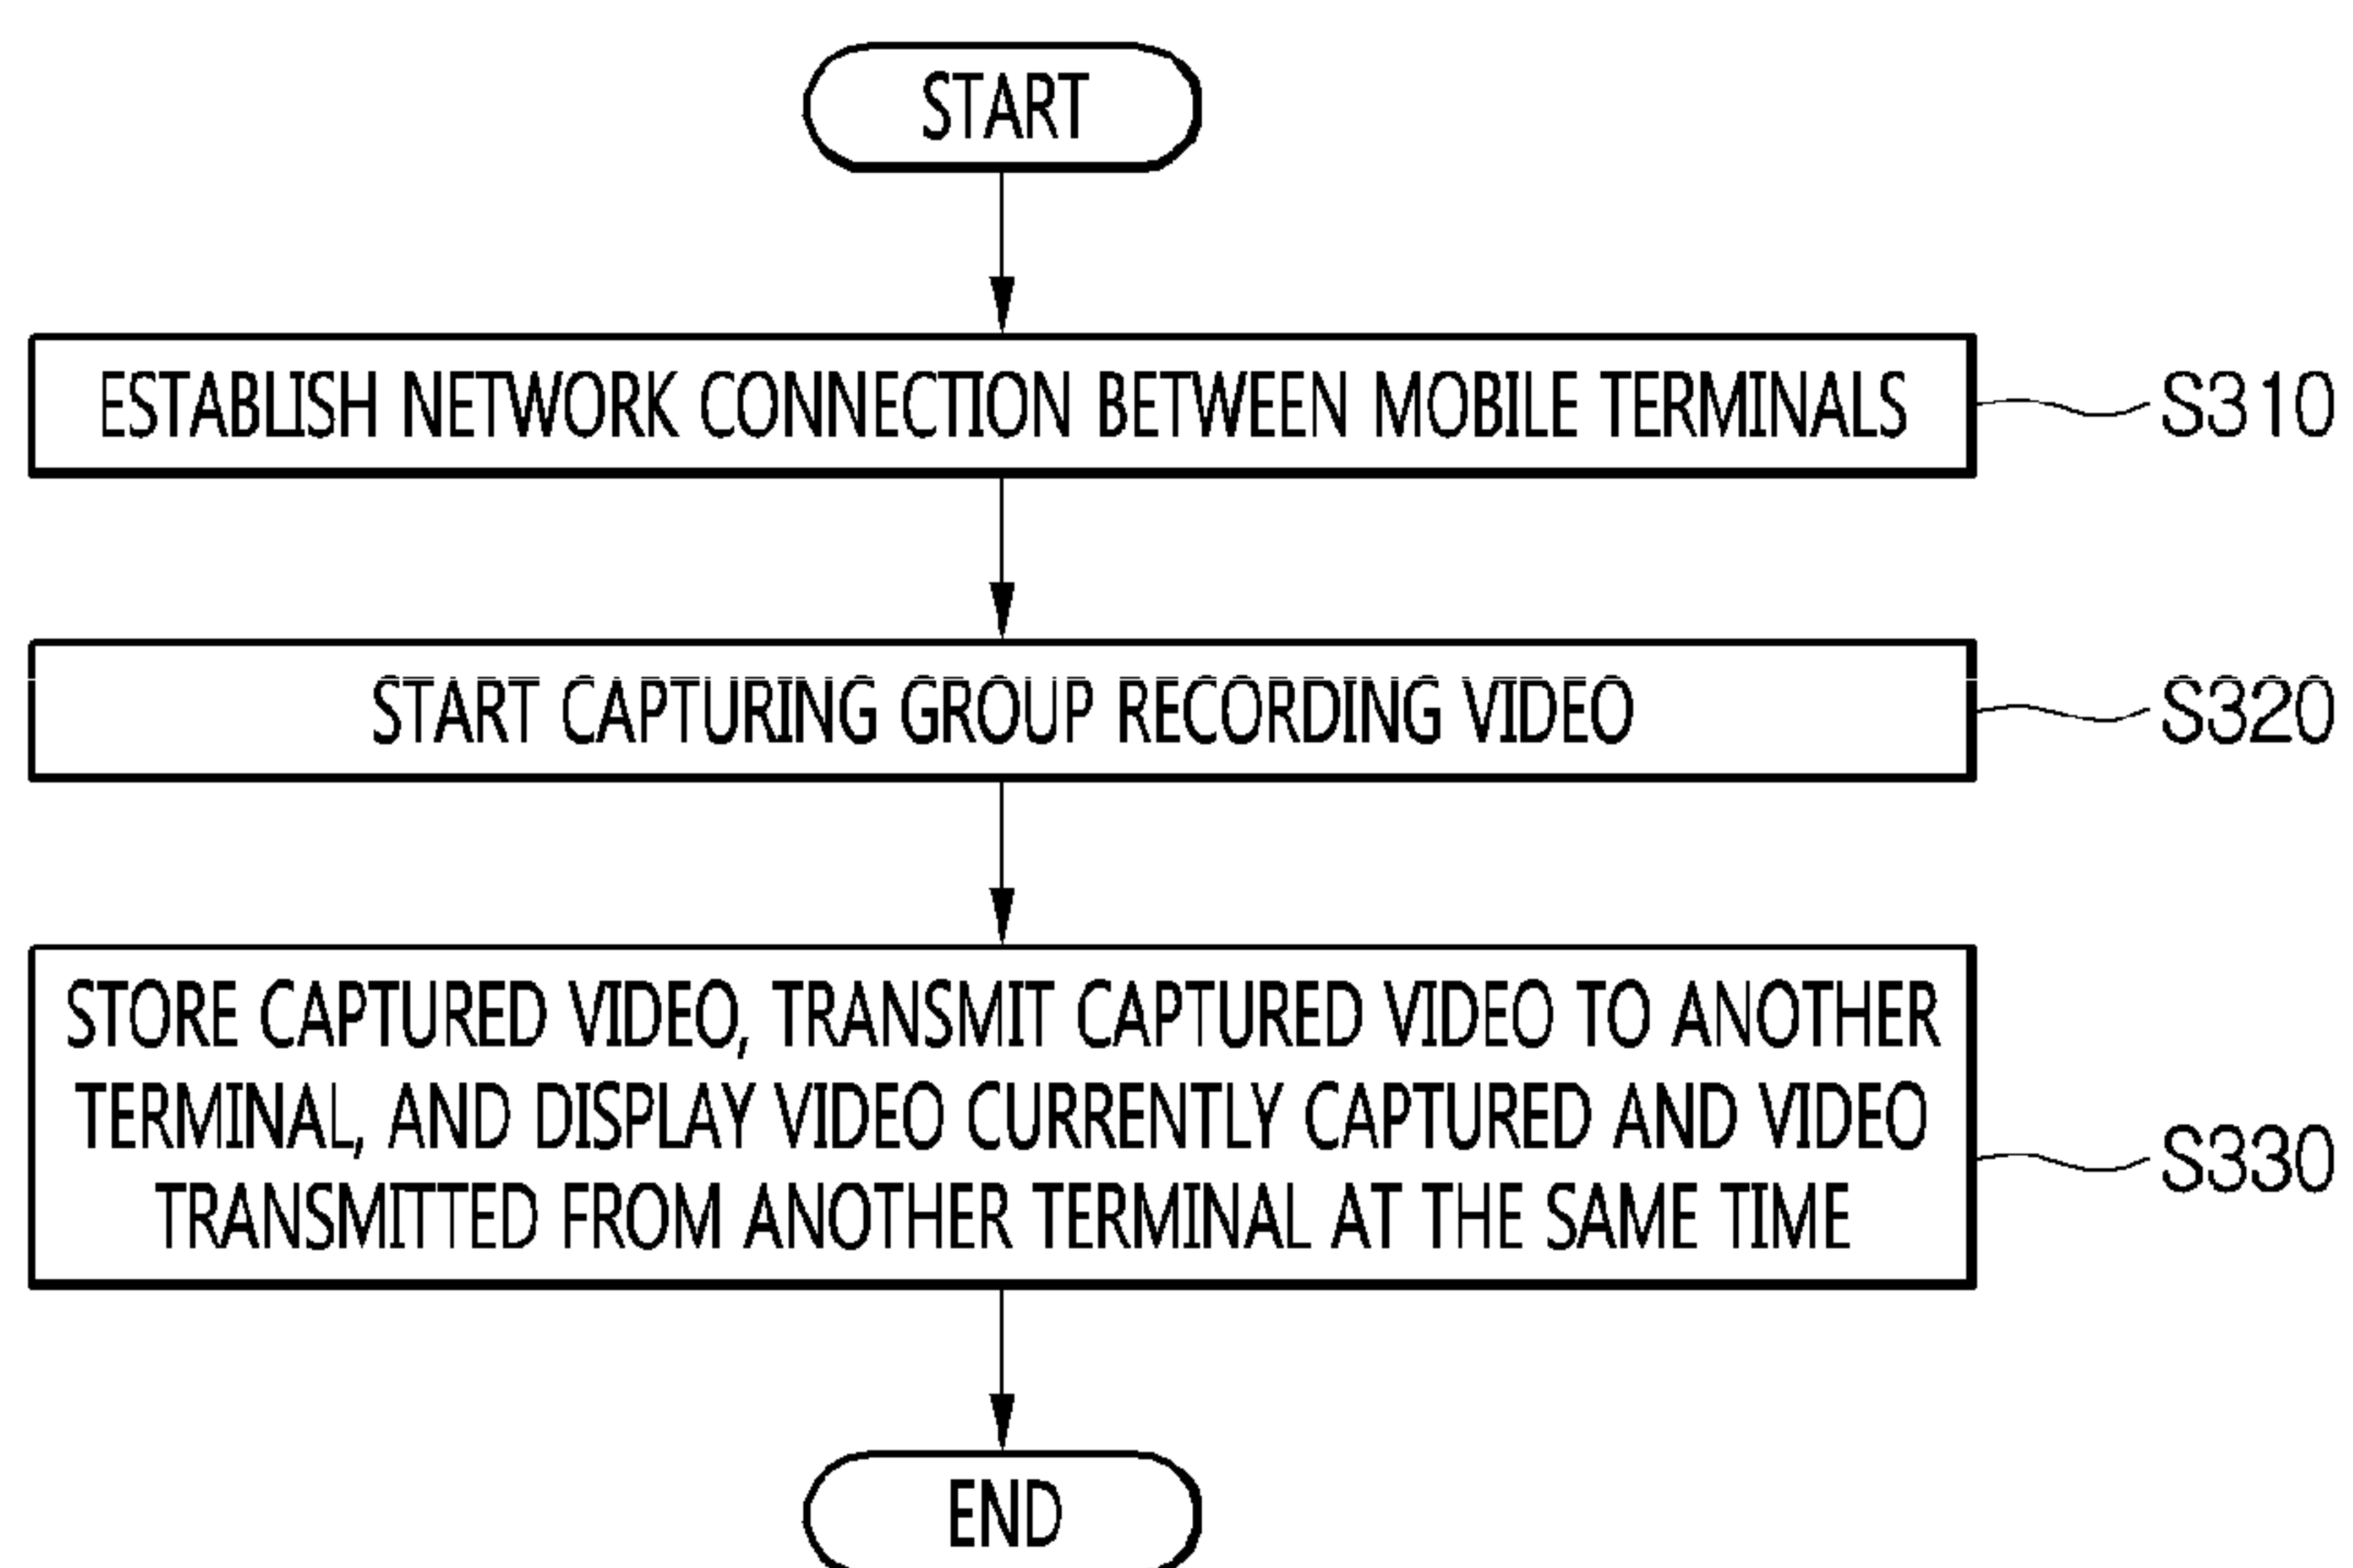 START
ESTABLISH NETWORK CONNECTION BETWEEN MOBILE TERMINALS
S310
START CAPTURING GROUP RECORDING VIDEO
S320
STORE CAPTURED VIDEO, TRANSMIT CAPTURED VIDEO TO ANOTHER
TERMINAL, AND DISPLAY VIDEO CURRENTLY CAPTURED AND VIDEO
TRANSMITTED FROM ANOTHER TERMINAL AT THE SAME TIME
S330
END